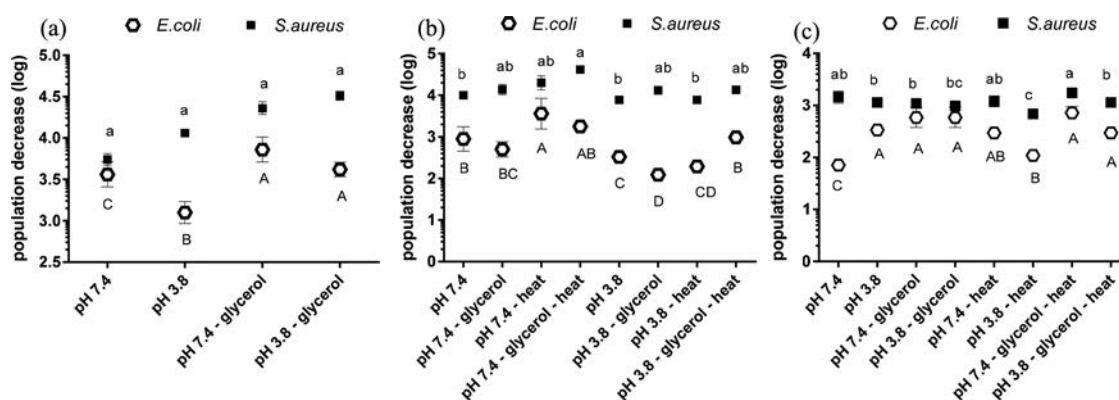 (a)
E.coli S.aureus
population decrease (log)
5.0
4.5
4.0
3.5
3.0
2.5
a a a a
C B A A
pH 7.4
pH 3.8
pH 7.4 - glycerol
pH 3.8 - glycerol
(b)
E.coli S.aureus
population decrease (log)
5
4
3
2
1
0
b ab ab a b ab b ab
B BC A AB C D CD B
pH 7.4
pH 7.4 - glycerol
pH 7.4 - heat
pH 7.4 - glycerol - heat
pH 3.8
pH 3.8 - glycerol
pH 3.8 - heat
pH 3.8 - glycerol - heat
(c)
E.coli S.aureus
population decrease (log)
4
3
2
1
0
ab b b bc ab c a b
C A A A AB B A A
pH 7.4
pH 3.8
pH 7.4 - glycerol
pH 3.8 - glycerol
pH 7.4 - heat
pH 3.8 - heat
pH 7.4 - glycerol - heat
pH 3.8 - glycerol - heat